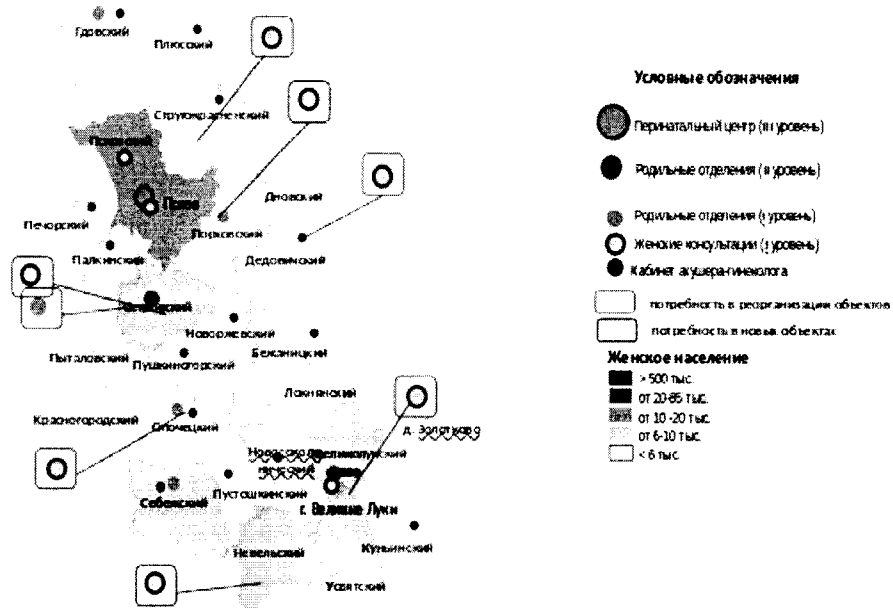 Гдовский
Плюсский
Струкокрасненский
Псковский
Псков
Дновский
Печорский
Порховский
Палкинский
Дедовичский
Островский
Новоржевский
Бежаницкий
Пыталовский
Пушкиногорский
Локнянский
Красногородский
Опочецкий
д. Золотково
Великолукский
Пустошкинский
Себежский
г. Великие Луки
Невельский
Куньинский
Усвятский
Условные обозначения
Перинатальный центр (III уровень)
Родильные отделения (II уровень)
Родильные отделения (I уровень)
Женские консультации (I уровень)
Кабинет акушера-гинеколога
потребность в реорганизации объектов
потребность в новых объектах
Женское население
> 500 тыс.
от 20-85 тыс.
от 10 -20 тыс.
от 6-10 тыс.
< 6 тыс.